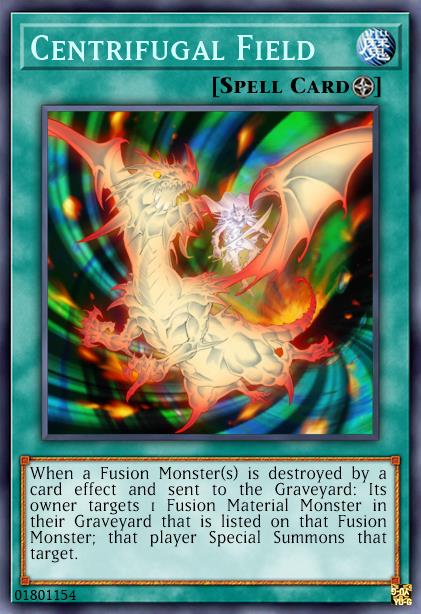 CENTRIFUGAL FIELD
魔
[SPELL CARD]
When a Fusion Monster(s) is destroyed by a
card effect and sent to the Graveyard: Its
owner targets 1 Fusion Material Monster in
their Graveyard that is listed on that Fusion
Monster; that player Special Summons that
target.
01801154